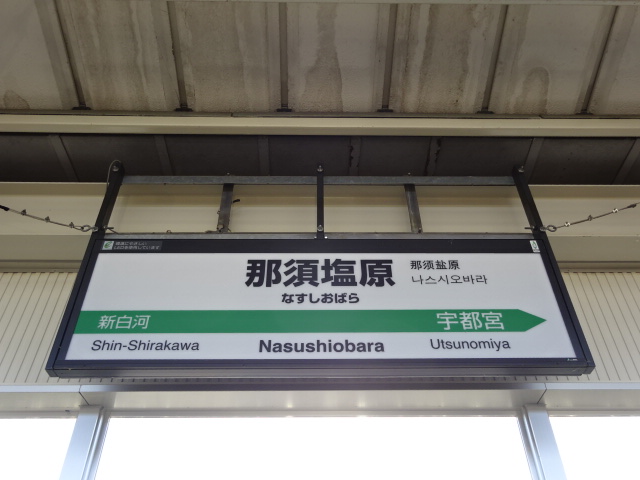 那須塩原
なすしおばら
那须盐原
나스시오바라
新白河
宇都宮
Shin-Shirakawa
Nasushiobara
Utsunomiya